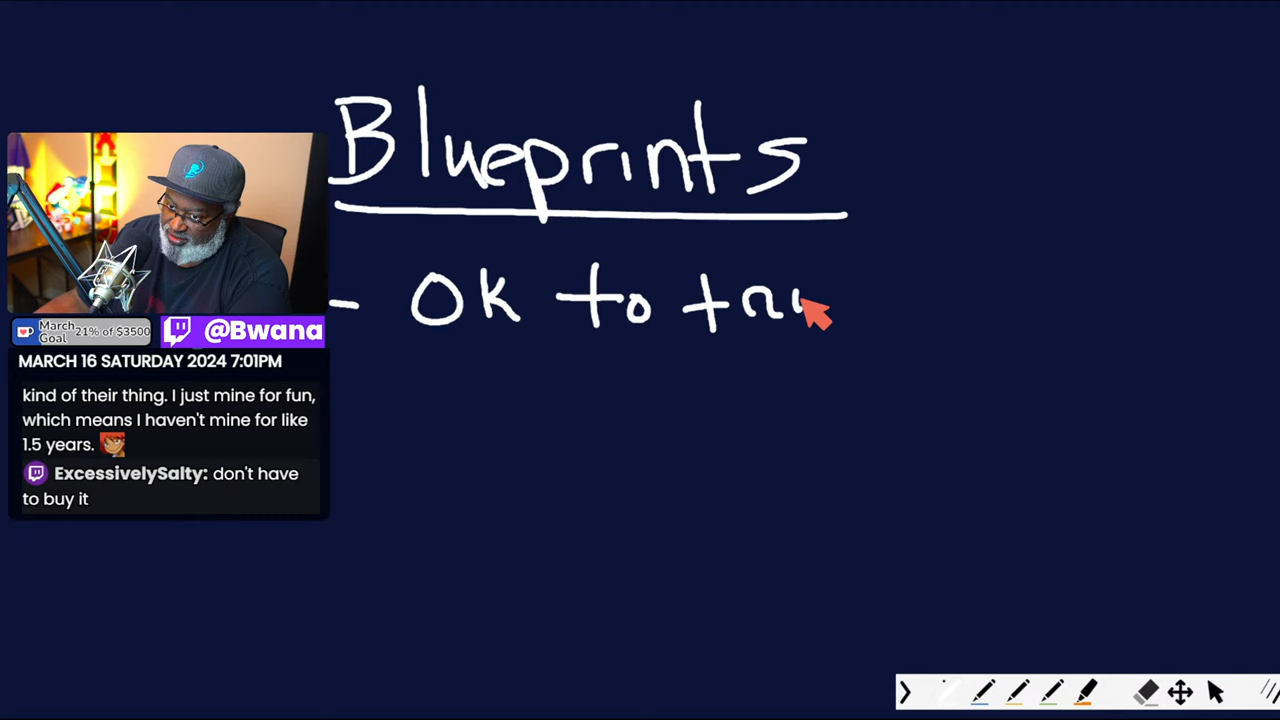 Blueprints
- Ok to
March Goal 21% of $3500
@Bwana
MARCH 16 SATURDAY 2024 7:01PM
kind of their thing. I just mine for fun,
which means I haven't mine for like
1.5 years.
ExcessivelySalty: don't have
to buy it